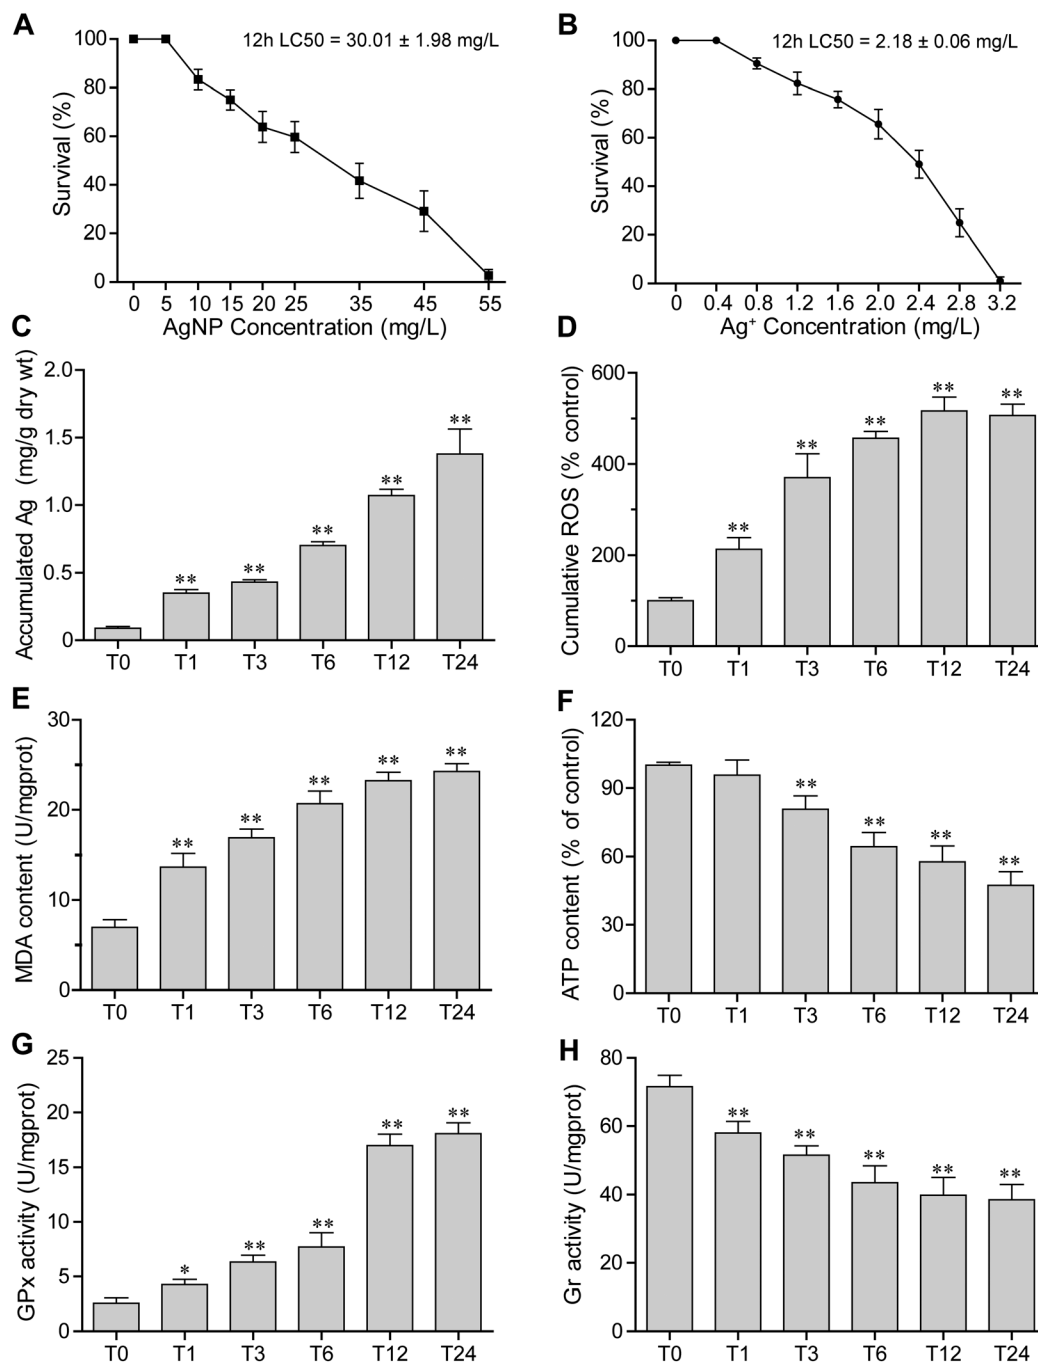 A
12h LC50 = 30.01 ± 1.98 mg/L
Survival (%)
100
80
60
40
20
0
0 5 10 15 20 25 35 45 55
AgNP Concentration (mg/L)
B
12h LC50 = 2.18 ± 0.06 mg/L
Survival (%)
100
80
60
40
20
0
0 0.4 0.8 1.2 1.6 2.0 2.4 2.8 3.2
Ag⁺ Concentration (mg/L)
C
Accumulated Ag (mg/g dry wt)
2.0
1.5
1.0
0.5
0
** ** ** ** **
T0 T1 T3 T6 T12 T24
D
Cumulative ROS (% control)
600
400
200
0
** ** ** ** **
T0 T1 T3 T6 T12 T24
E
MDA content (U/mgprot)
30
20
10
0
** ** ** ** **
T0 T1 T3 T6 T12 T24
F
ATP content (% of control)
120
90
60
30
0
** ** ** **
T0 T1 T3 T6 T12 T24
G
GPx activity (U/mgprot)
25
20
15
10
5
0
* ** ** ** **
T0 T1 T3 T6 T12 T24
H
Gr activity (U/mgprot)
80
60
40
20
0
** ** ** ** **
T0 T1 T3 T6 T12 T24